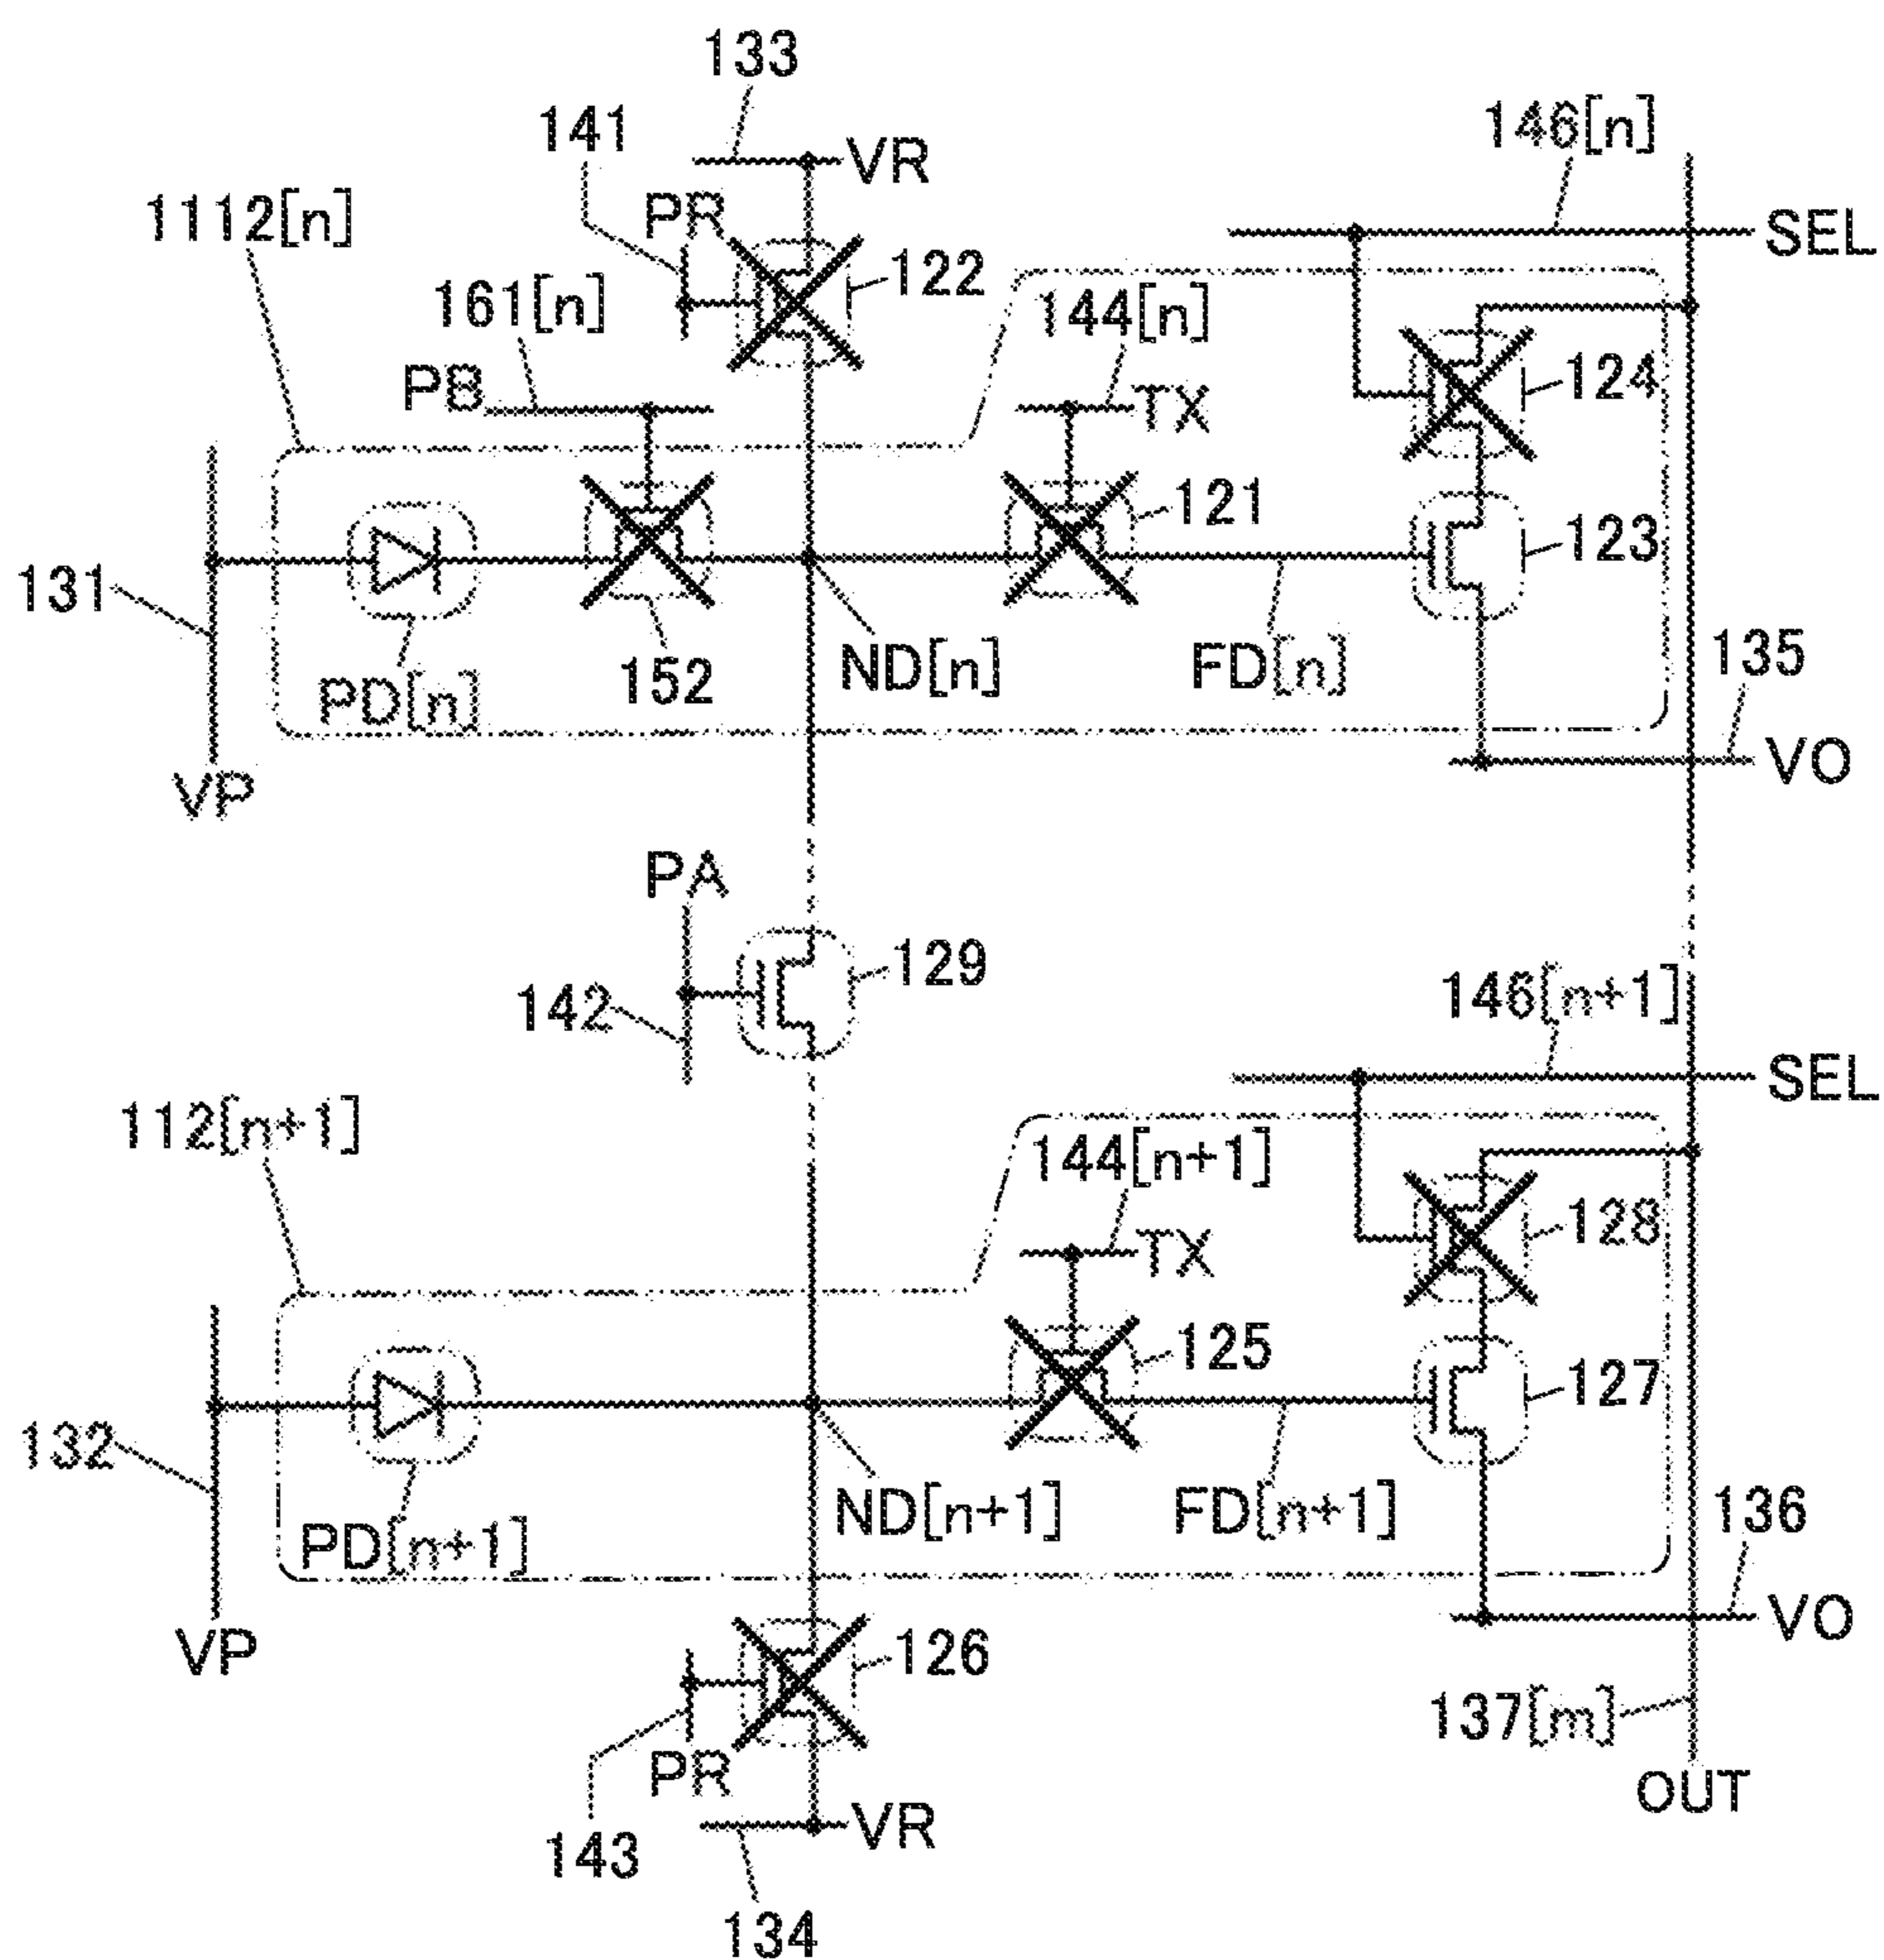 133
141
VR
146[n]
1112[n]
PR
SEL
122
161[n]
144[n]
PB
TX
124
121
123
131
152
ND[n]
FD[n]
135
PD[n]
VP
VO
PA
129
142
146[n+1]
SEL
112[n+1]
144[n+1]
TX
128
125
127
132
ND[n+1]
FD[n+1]
136
PD[n+1]
VP
126
VO
137[m]
PR
OUT
143
VR
134